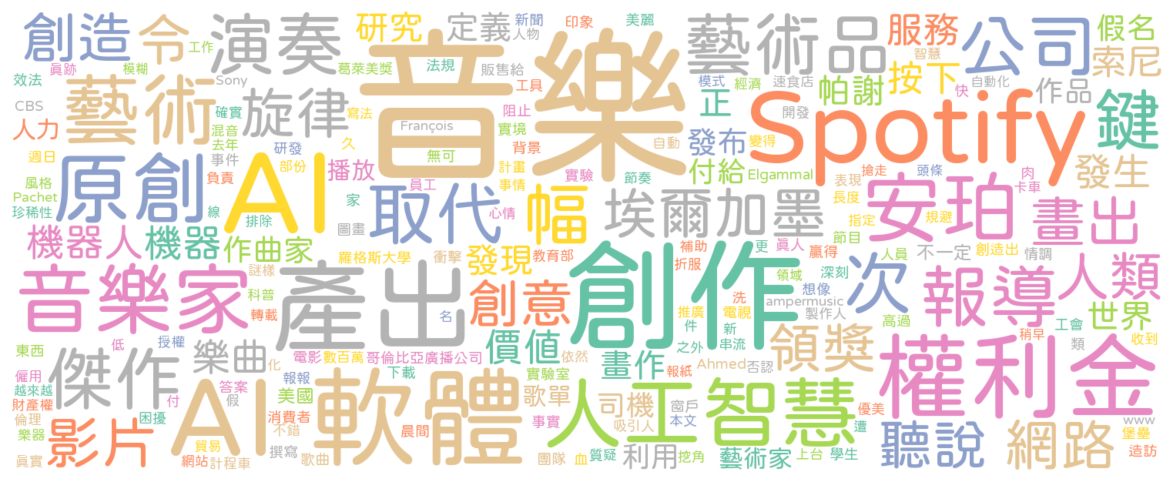 創造
令
工作
演奏
研究
定義
新聞
人物
印象
美麗
藝術品
服務
公司
假名
索尼
效法
眞跡
模糊
Sony
葛萊美獎
法規
販售給
音樂
工具
模式
經濟
速食店
智慧
按下
快
自動化
作品
CBS
藝術
確實
旋律
寫法
François
阻止
實境
正
帕謝
開發
鍵
人力
混音
去年
久
無可
背景
自動
發布
變得
Spotify
週日
原創
事件
研發
AI
部份
播放
計畫
事情
實驗
付給
Elgammal
搶走
頭條
肉
卡車
發生
風格
Pachet
負責
員工
取代
幅
節奏
埃爾加墨
表現
長度
安珀
畫出
珍稀性
線
排除
家
心情
指定
規避
機器人
機器
作曲家
圖畫
羅格斯大學
衝擊
教育部
補助
更
眞人
贏得
節目
人員
不一定
創造出
情調
音樂家
謎樣
科普
轉載
產出
發現
折服
創作
領域
深刻
次
報導
人類
創意
推廣
洗
電視
想像
ampermusic
製作人
名
件
新
串流
高過
世界
東西
低
授權
電影
數百萬
哥倫比亞廣播公司
價值
依然
之外
領獎
稍早
工會
收到
傑作
樂曲
化
下載
實驗室
畫作
報紙
Ahmed
否認
權利金
類
僱用
越來越
付
答案
報報
美國
AI
軟體
歌單
人工智慧
財產權
倫理
困擾
假
消費者
不錯
事實
司機
吸引人
窗戶
本文
優美
遭
www
樂器
影片
晨間
堡壘
眞實
貿易
網站
計程車
撰寫
歌曲
團隊
血
質疑
利用
挖角
藝術家
上台
學生
聽說
網路
造訪